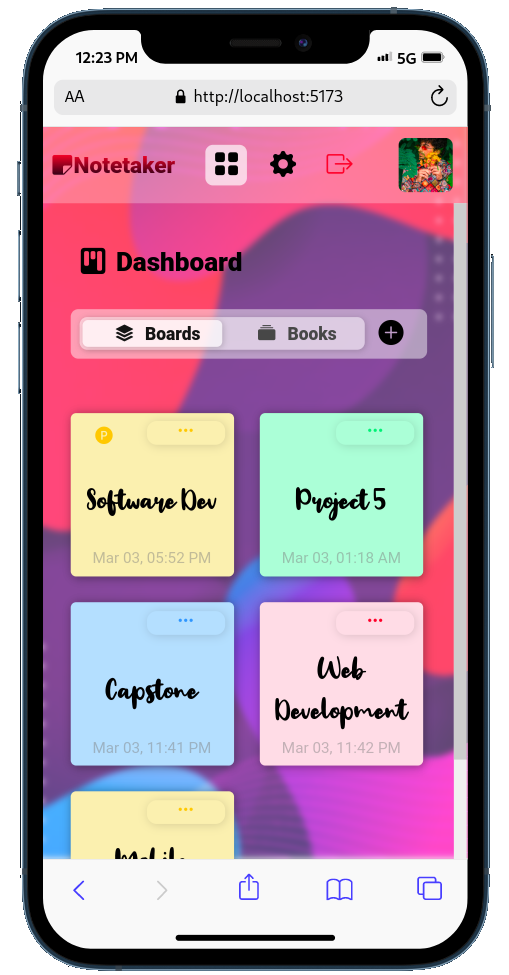 12:23 PM 5G
AA http://localhost:5173
Notetaker
Dashboard
Boards Books
P
Software Dev
Mar 03, 05:52 PM
Project 5
Mar 03, 01:18 AM
Capstone
Mar 03, 11:41 PM
Web
Development
Mar 03, 11:42 PM